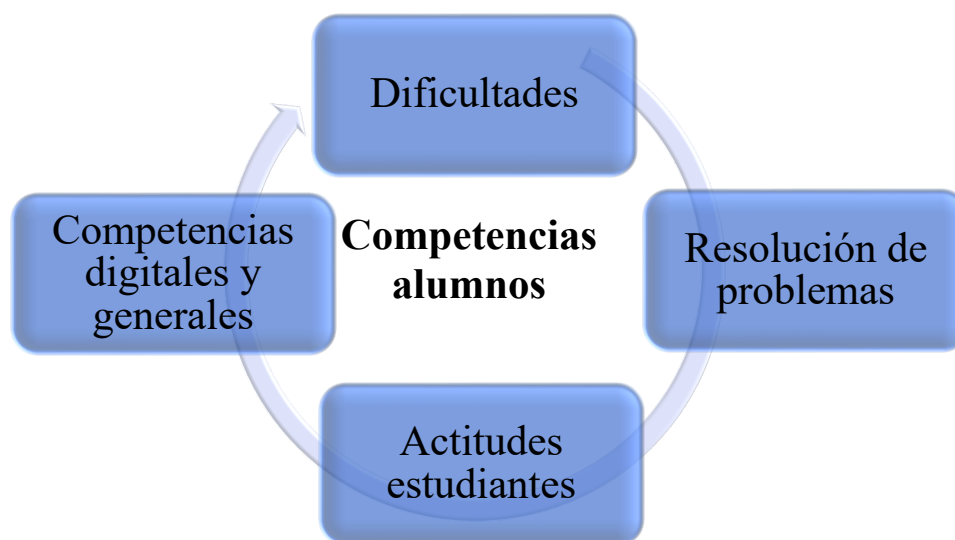 Dificultades
Competencias
digitales y
generales
Competencias
alumnos
Resolución de
problemas
Actitudes
estudiantes